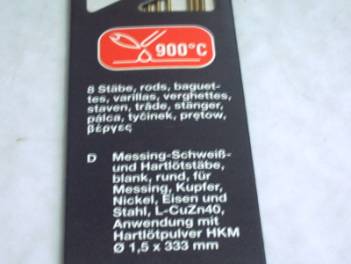 900°C
8 Stäbe, rods, baguet-
tes, varillas, verghettes,
staven, tråde, stänger,
pálca, tyčinek, prętow,
βέργες
D Messing-Schweiß-
und Hartlötstäbe,
blank, rund, für
Messing, Kupfer,
Nickel, Eisen und
Stahl, L-CuZn40,
Anwendung mit
Hartlötpulver HKM
Ø 1,5 x 333 mm